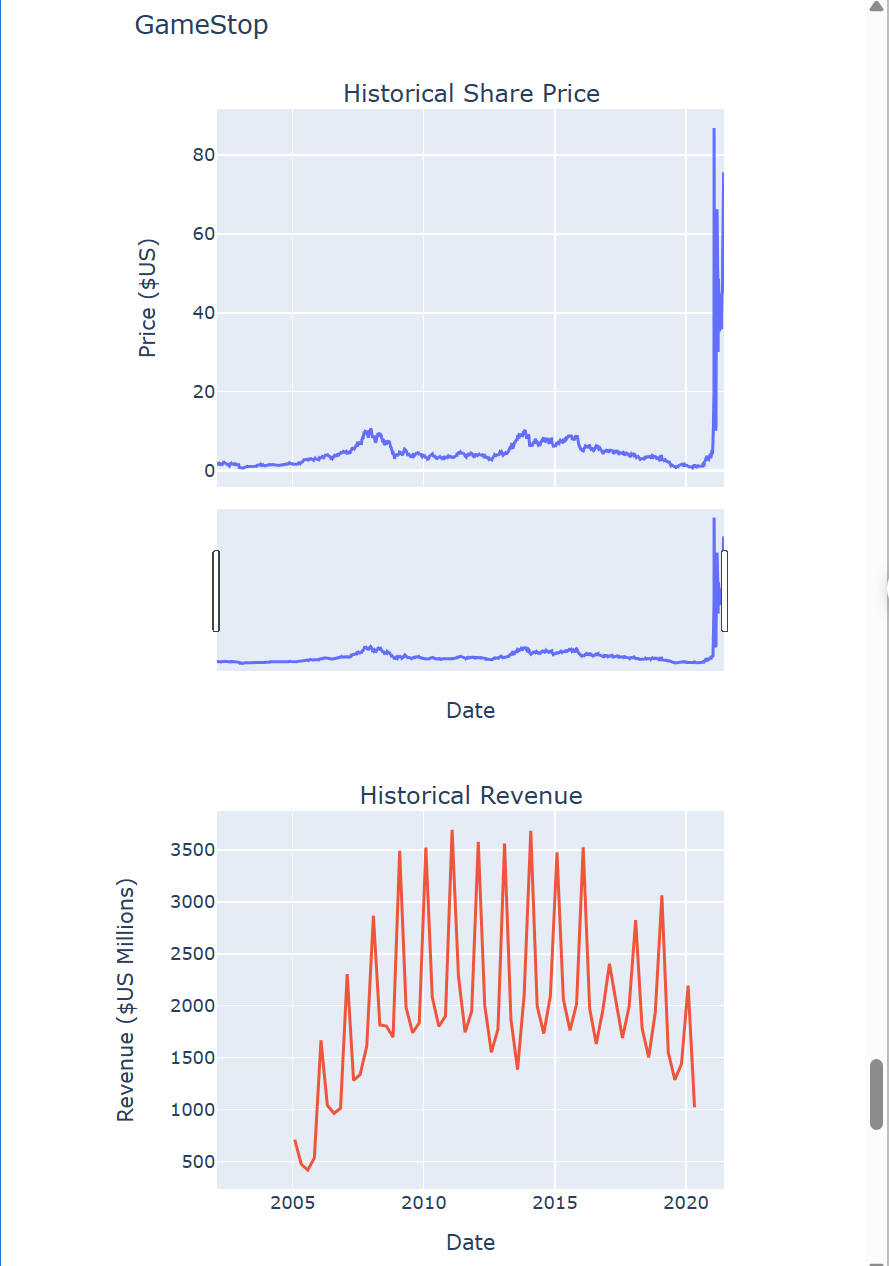 GameStop
Historical Share Price
Price ($US)
80
60
40
20
0
Date
Historical Revenue
Revenue ($US Millions)
3500
3000
2500
2000
1500
1000
500
2005
2010
2015
2020
Date